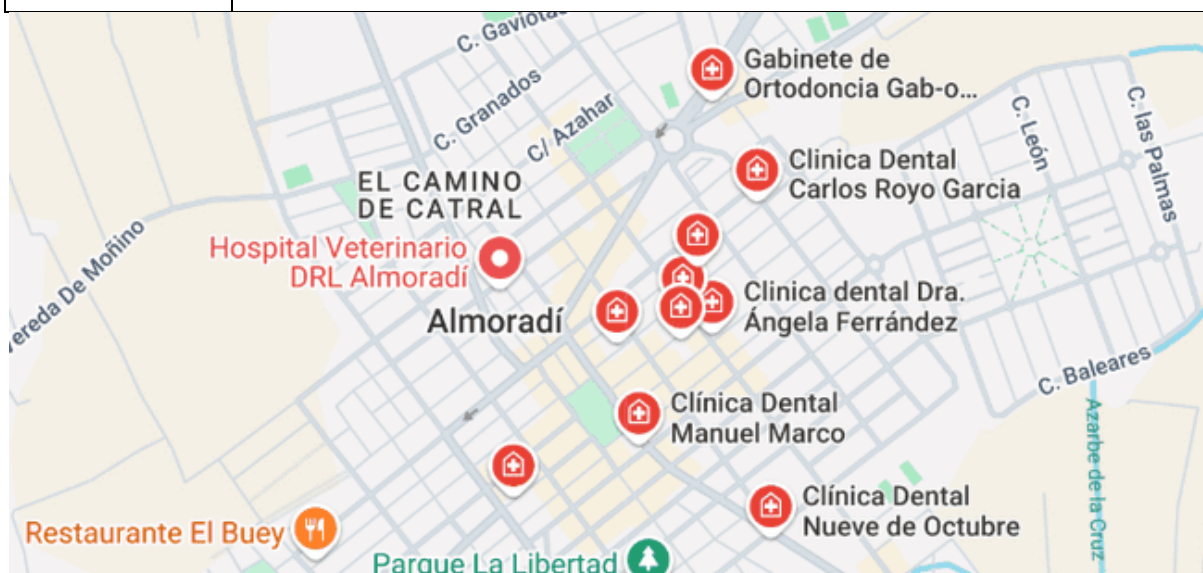 C. Gaviotas
Gabinete de
Ortodoncia Gab-o...
C. Granados
C/ Azahar
C. León
C. las Palmas
Clinica Dental
Carlos Royo Garcia
EL CAMINO
DE CATRAL
Hospital Veterinario
DRL Almoradí
Vereda De Moñino
Almoradí
Clinica dental Dra.
Ángela Ferrández
C. Baleares
Clínica Dental
Manuel Marco
Azarbe de la Cruz
Clínica Dental
Nueve de Octubre
Restaurante El Buey
Parque La Libertad